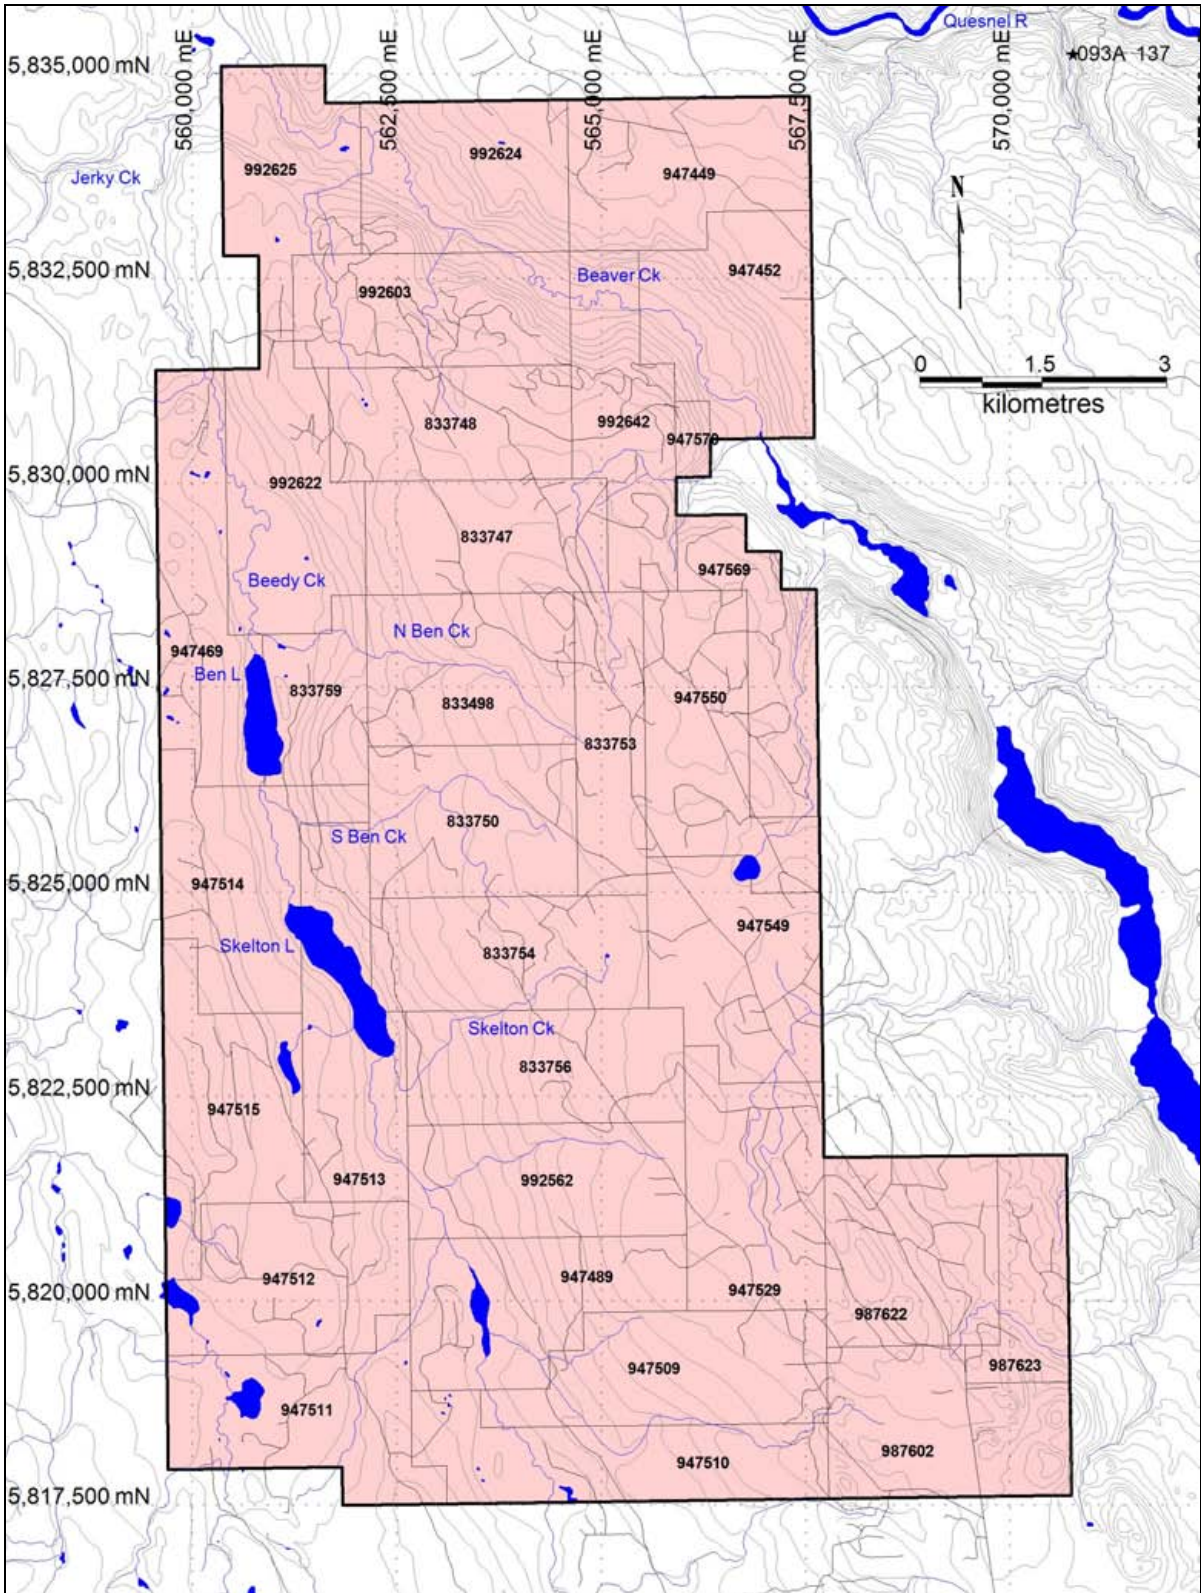 Quesnel R
093A 137
5,835,000 mN
560,000 mE
562,500 mE
565,000 mE
567,500 mE
570,000 mE
992625
992624
947449
Jerky Ck
N
5,832,500 mN
Beaver Ck
947452
992603
0
1.5
3
kilometres
833748
992642
947570
5,830,000 mN
992622
833747
947569
Beedy Ck
N Ben Ck
947469
Ben L
5,827,500 mN
833759
833498
947550
833753
S Ben Ck
833750
5,825,000 mN
947514
Skelton L
947549
833754
Skelton Ck
833756
5,822,500 mN
947515
947513
992562
5,820,000 mN
947512
947489
947529
987622
947509
987623
947511
987602
947510
5,817,500 mN